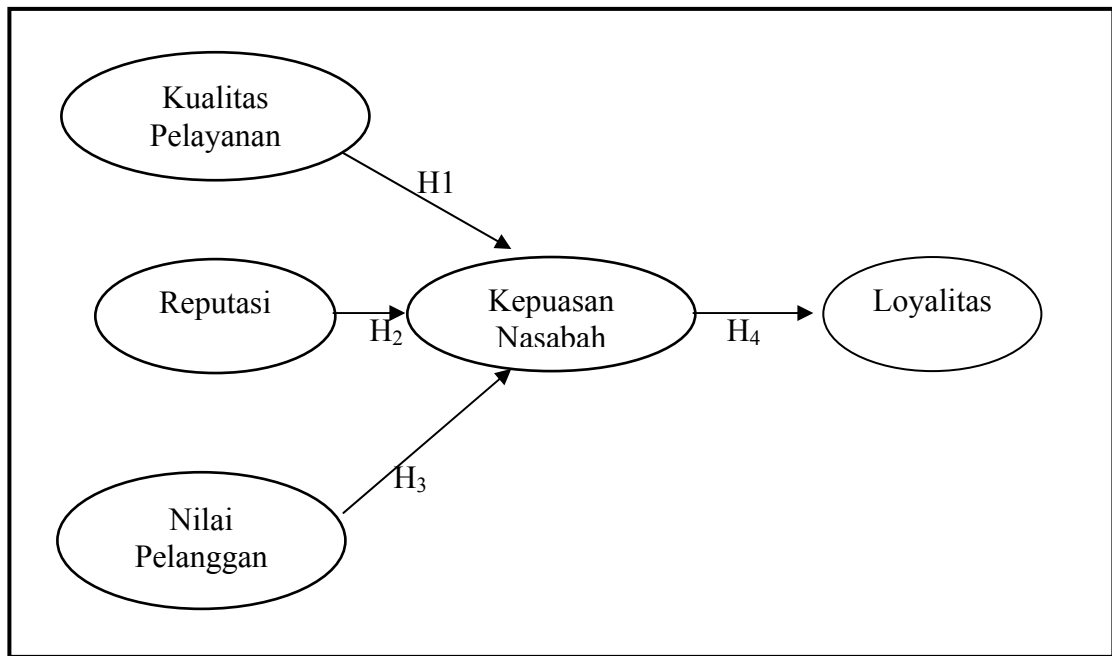 Kualitas
Pelayanan
H1
Reputasi
H₂
Kepuasan
Nasabah
H₄
Loyalitas
H₃
Nilai
Pelanggan